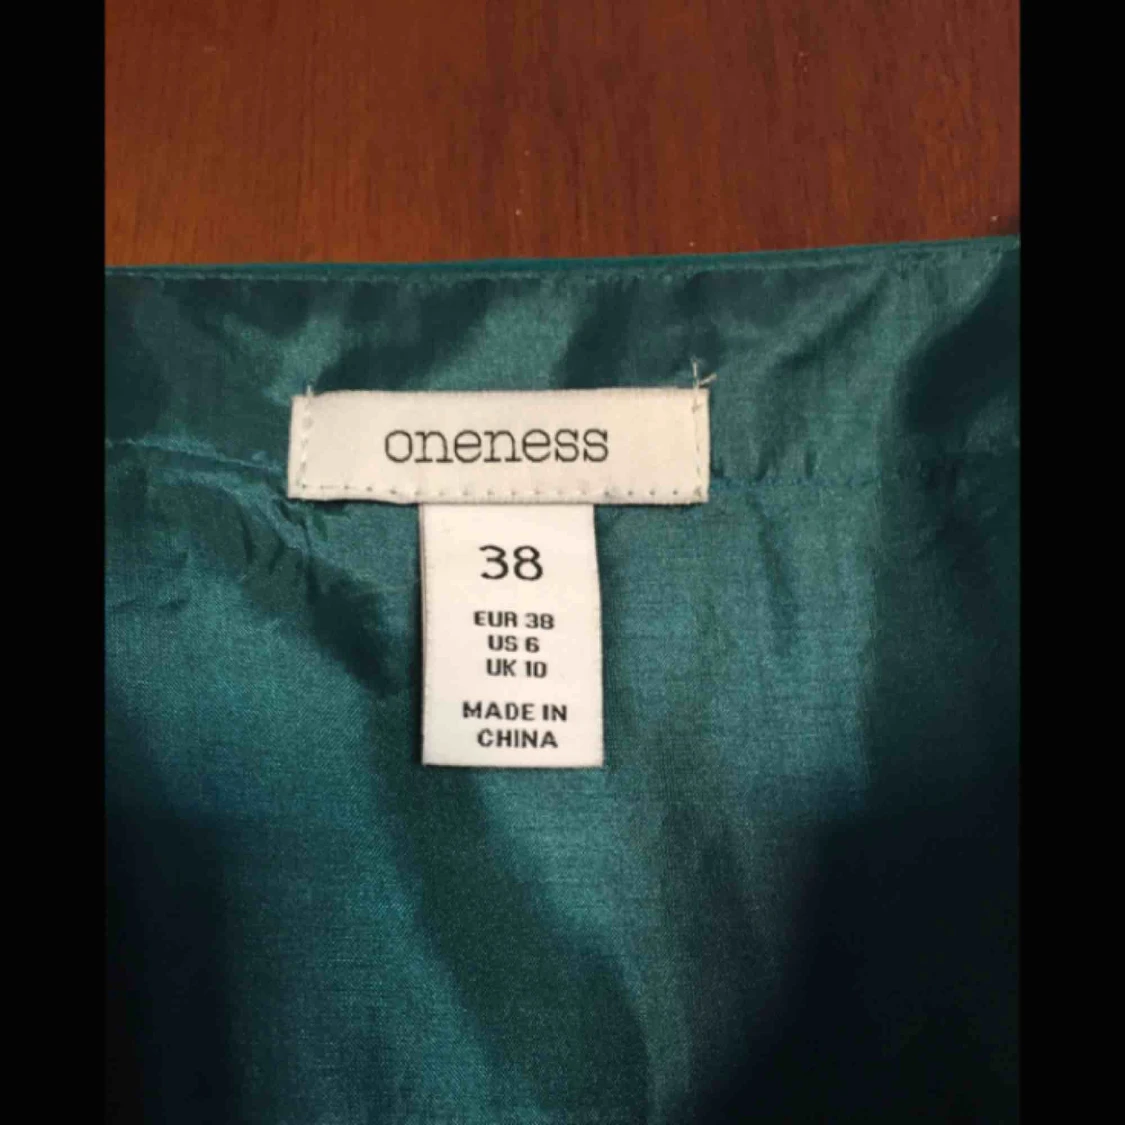 oneness
38
EUR 38
US 6
UK 10
MADE IN
CHINA